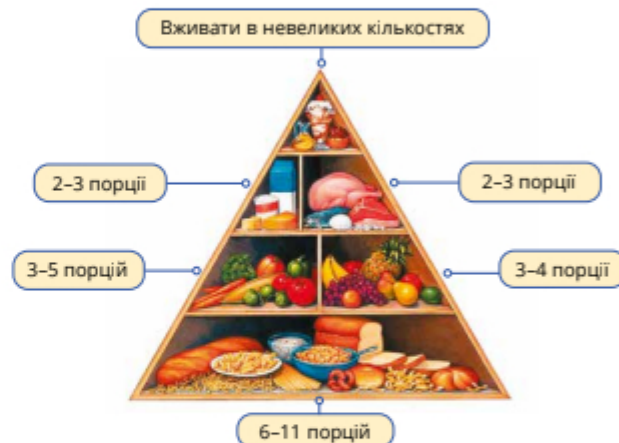 Вживати в невеликих кількостях
2–3 порції
2–3 порції
3–5 порцій
3–4 порції
6–11 порцій